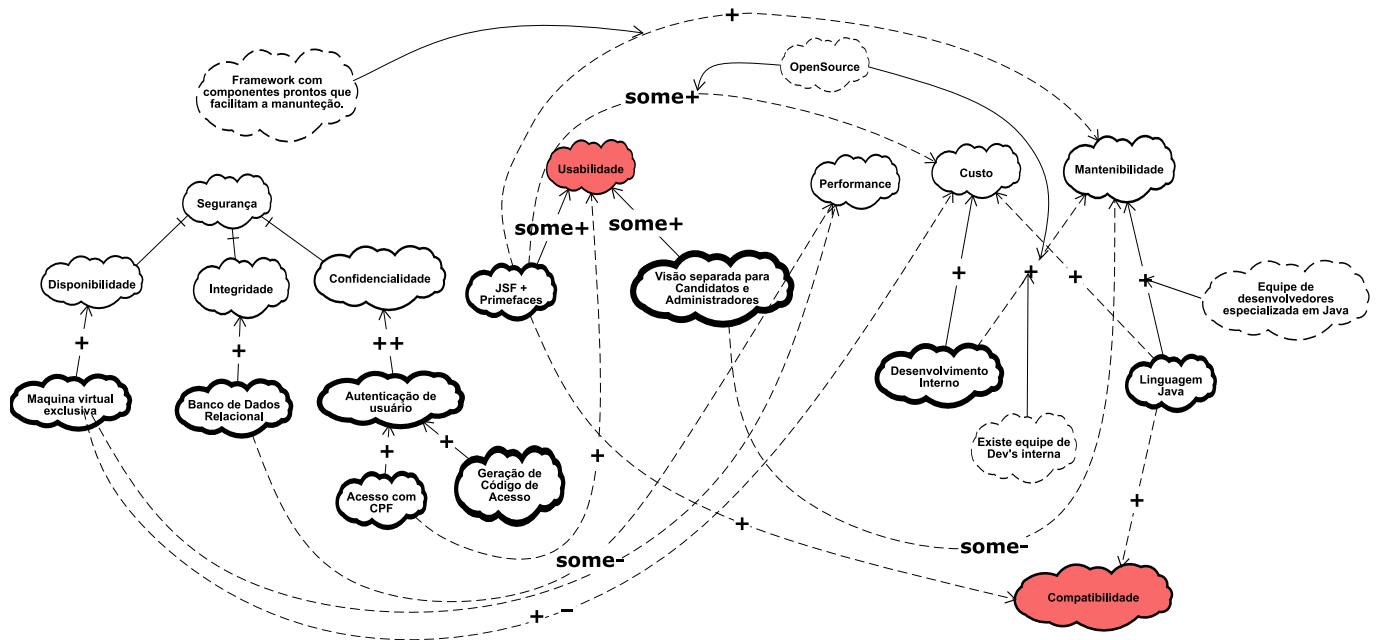 +
Framework com
componentes prontos que
facilitam a manunteção.
OpenSource
some+
Usabilidade
Performance
Custo
Mantenibilidade
Segurança
some+
some+
Disponibilidade
Integridade
Confidencialidade
JSF +
Primefaces
Visão separada para
Candidatos e
Administradores
+
+
+
+
Equipe de
desenvolvedores
especializada em Java
+
+
++
Maquina virtual
exclusiva
Banco de Dados
Relacional
Autenticação de
usuário
Desenvolvimento
Interno
Linguagem
Java
+
+
+
Existe equipe de
Dev's interna
Acesso com
CPF
Geração de
Código de
Acesso
+
+
some-
some-
Compatibilidade
+
-